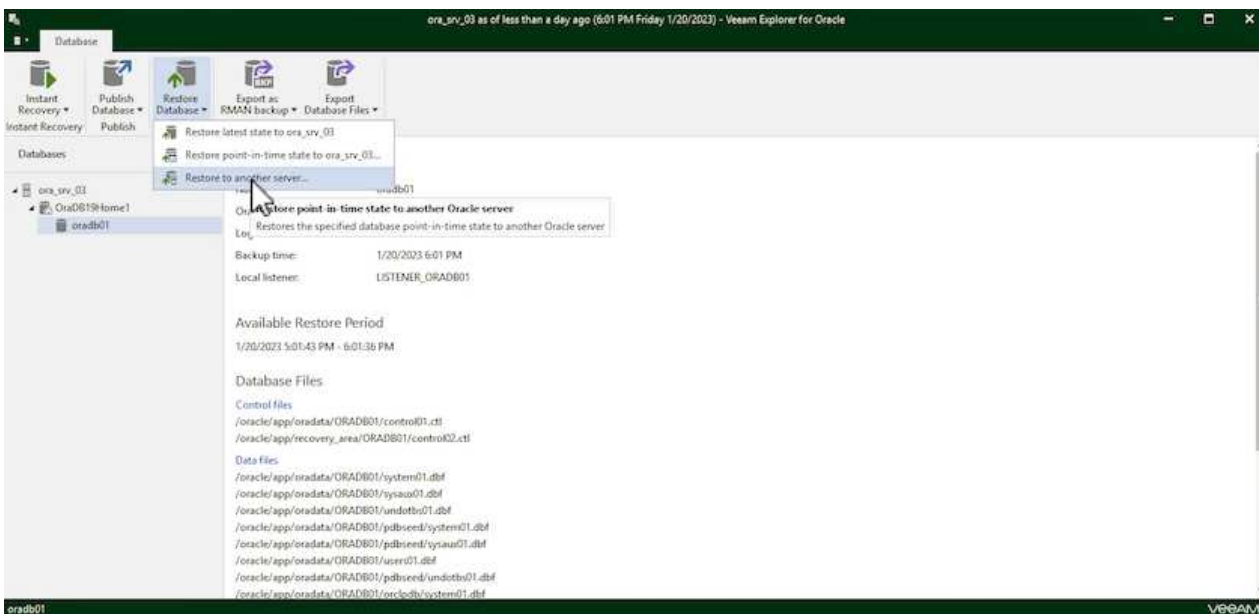 ora_srv_03 as of less than a day ago (6:01 PM Friday 1/20/2023) - Veeam Explorer for Oracle
Database
Instant Recovery
Publish Database
Restore Database
Export as RMAN backup
Export Database Files
Instant Recovery
Publish
Restore latest state to ora_srv_03
Restore point-in-time state to ora_srv_03...
Restore to another server...
Databases
ora_srv_03
OraDB19Home1
oradb01
oradb01
Restore point-in-time state to another Oracle server
Restores the specified database point-in-time state to another Oracle server
Backup time: 1/20/2023 6:01 PM
Local listener: LISTENER_ORADB01
Available Restore Period
1/20/2023 5:01:43 PM - 6:01:36 PM
Database Files
Control files
/oracle/app/oradata/ORADB01/control01.ctl
/oracle/app/recovery_area/ORADB01/control02.ctl
Data files
/oracle/app/oradata/ORADB01/system01.dbf
/oracle/app/oradata/ORADB01/sysaux01.dbf
/oracle/app/oradata/ORADB01/undotbs01.dbf
/oracle/app/oradata/ORADB01/pdbseed/system01.dbf
/oracle/app/oradata/ORADB01/pdbseed/sysaux01.dbf
/oracle/app/oradata/ORADB01/users01.dbf
/oracle/app/oradata/ORADB01/pdbseed/undotbs01.dbf
/oracle/app/oradata/ORADB01/orclpdb/system01.dbf
oradb01
VEEAM